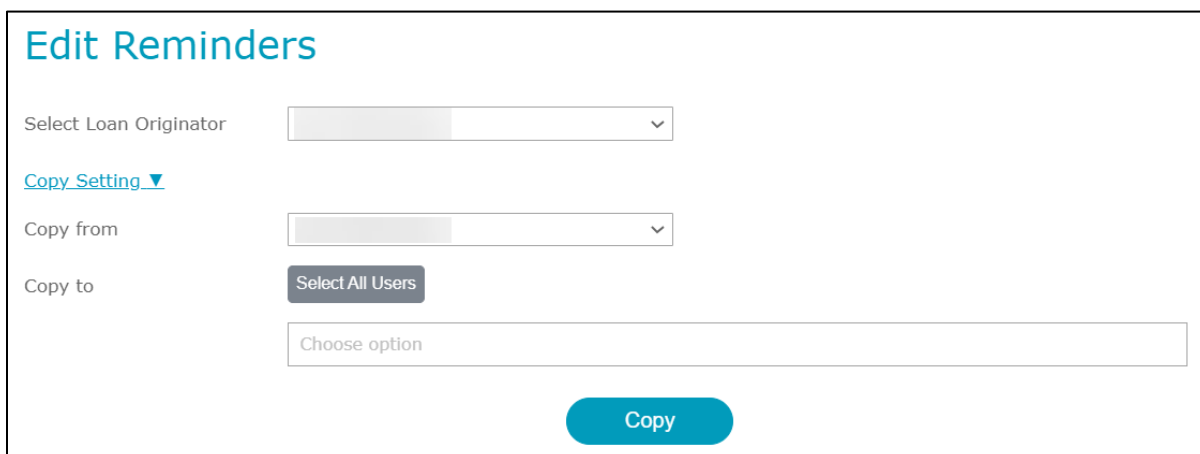 Edit Reminders
Select Loan Originator
Copy Setting ▼
Copy from
Copy to
Select All Users
Choose option
Copy